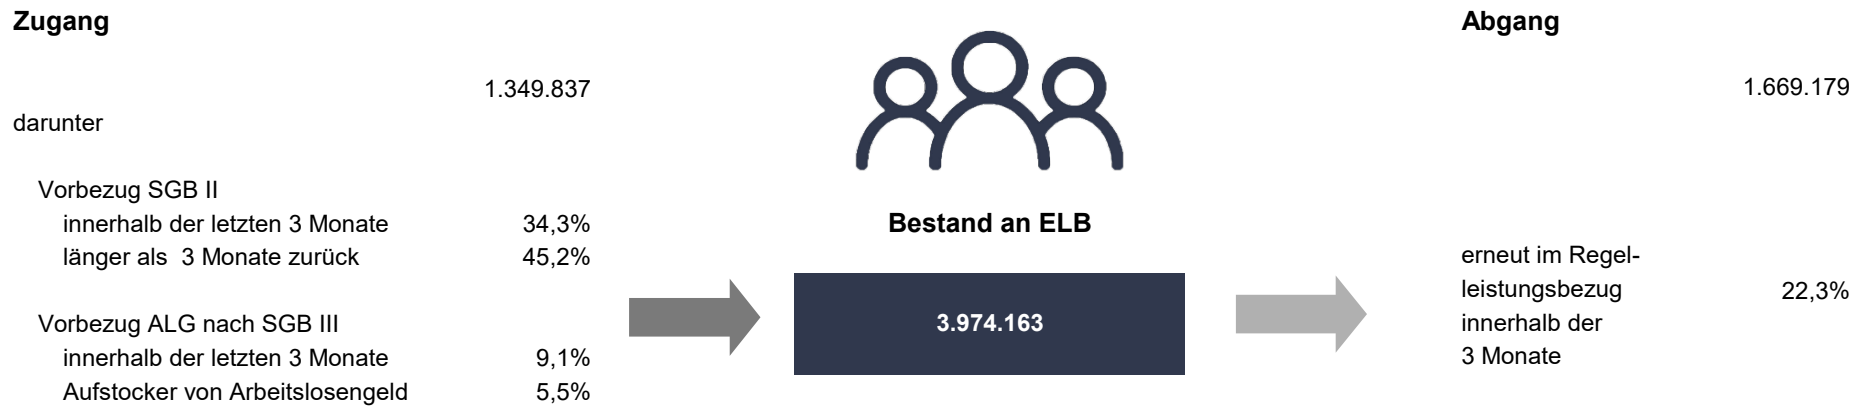 Zugang
1.349.837
darunter
Vorbezug SGB II
innerhalb der letzten 3 Monate 34,3%
länger als 3 Monate zurück 45,2%
Vorbezug ALG nach SGB III
innerhalb der letzten 3 Monate 9,1%
Aufstocker von Arbeitslosengeld 5,5%
Bestand an ELB
3.974.163
Abgang
1.669.179
erneut im Regel-
leistungsbezug
22,3%
innerhalb der
3 Monate